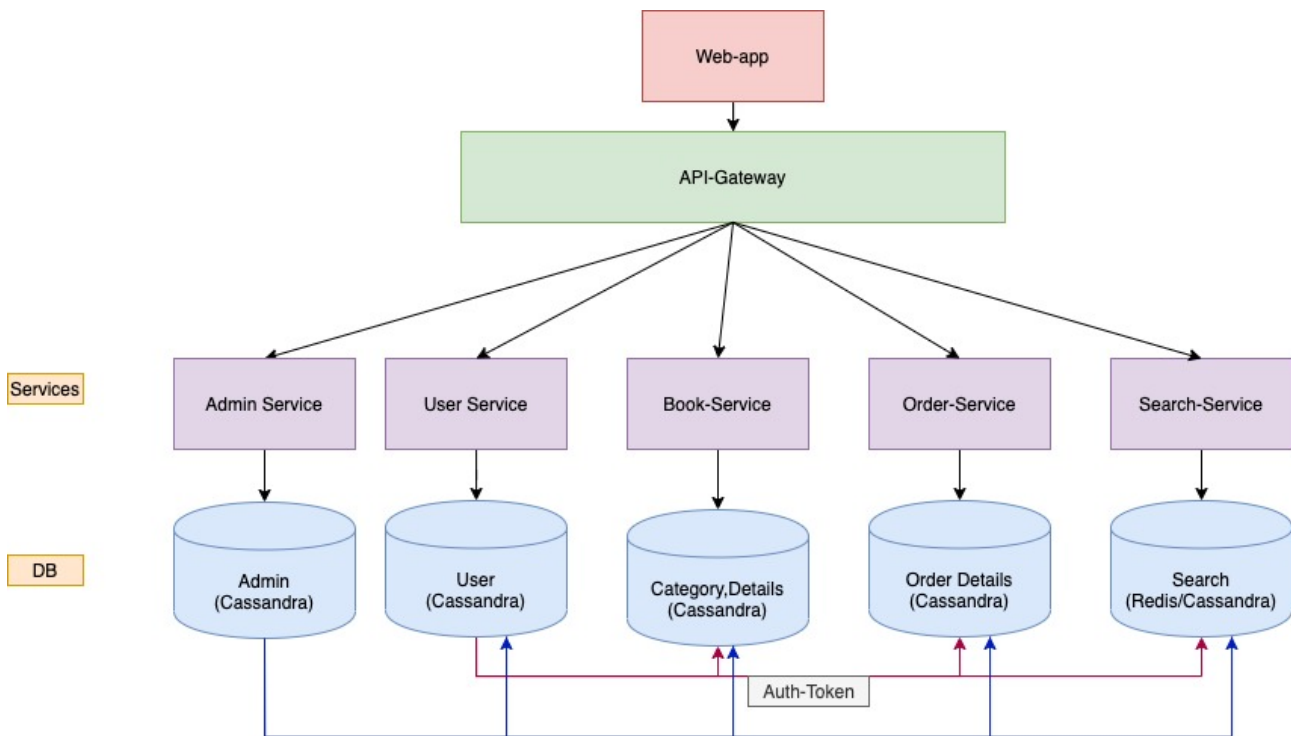 Web-app
API-Gateway
Services
Admin Service
User Service
Book-Service
Order-Service
Search-Service
DB
Admin
(Cassandra)
User
(Cassandra)
Category,Details
(Cassandra)
Order Details
(Cassandra)
Search
(Redis/Cassandra)
Auth-Token